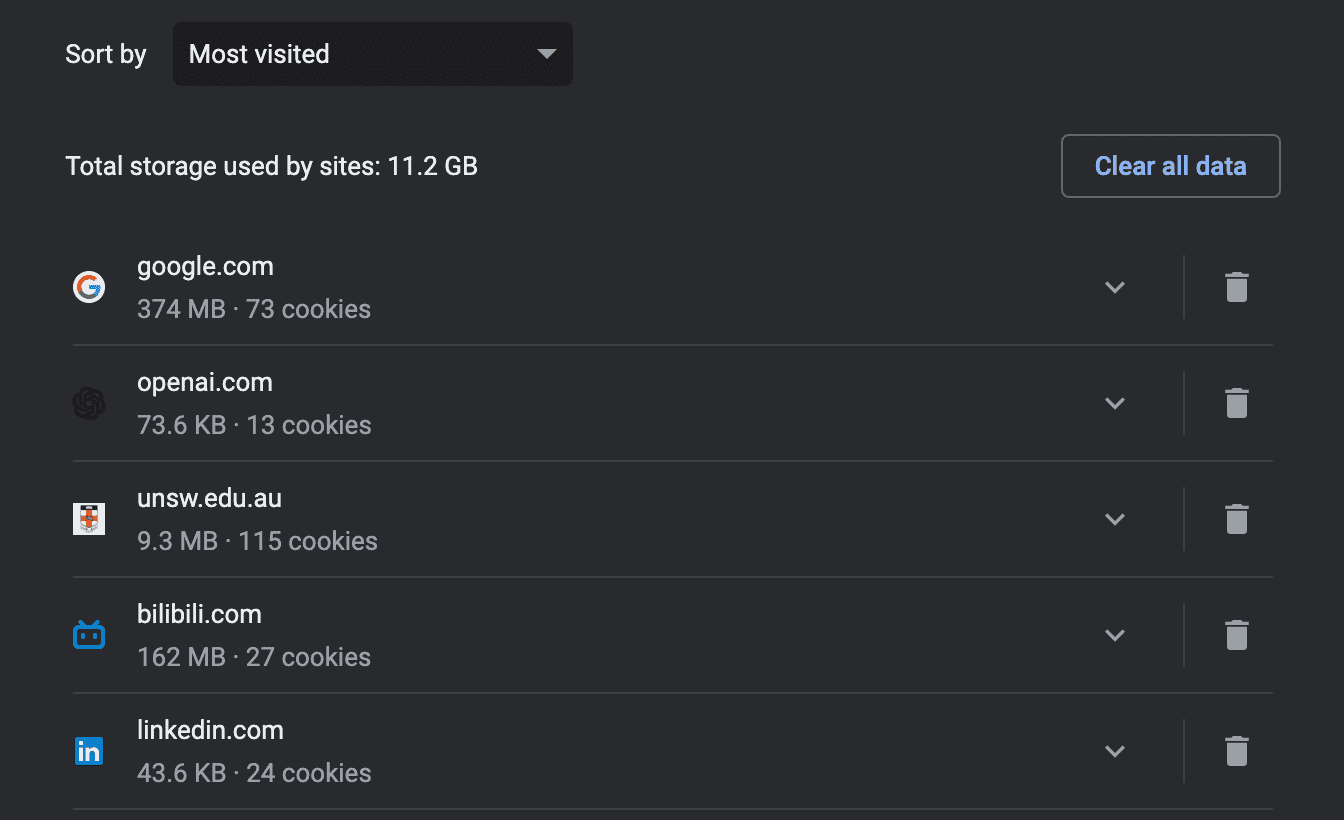 Sort by Most visited
Total storage used by sites: 11.2 GB Clear all data
google.com
374 MB · 73 cookies
openai.com
73.6 KB · 13 cookies
unsw.edu.au
9.3 MB · 115 cookies
bilibili.com
162 MB · 27 cookies
in linkedin.com
43.6 KB · 24 cookies